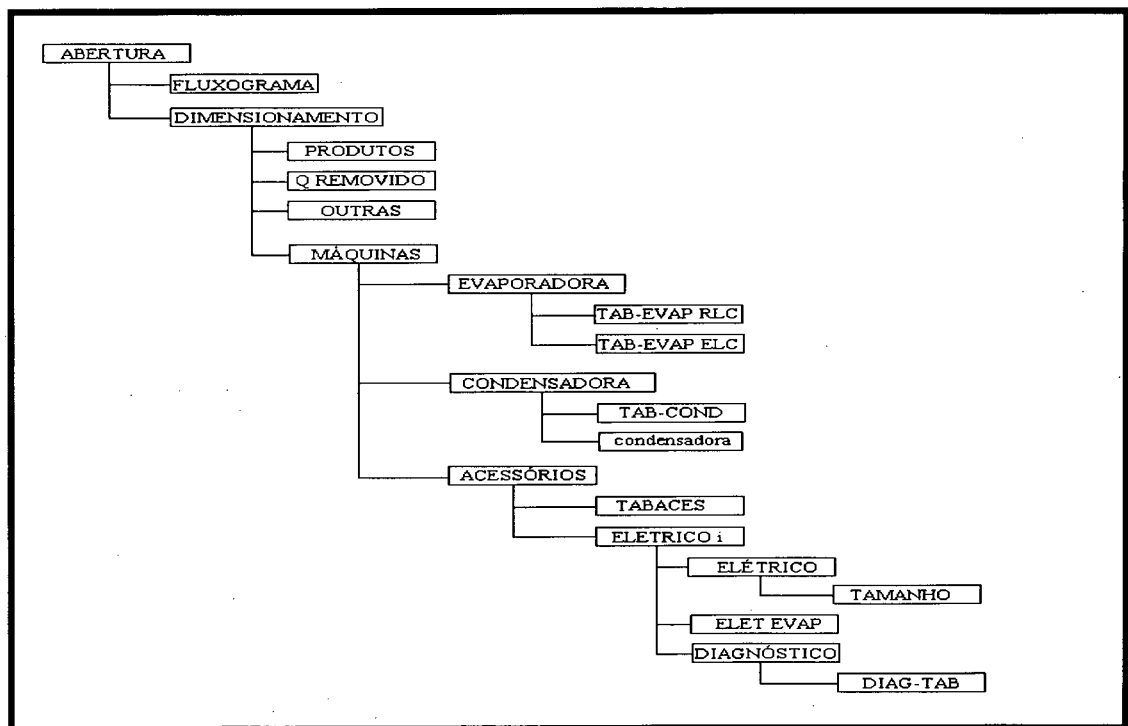 ABERTURA
FLUXOGRAMA
DIMENSIONAMENTO
PRODUTOS
Q REMOVIDO
OUTRAS
MÁQUINAS
EVAPORADORA
TAB-EVAP RLC
TAB-EVAP ELC
CONDENSADORA
TAB-COND
condensadora
ACESSÓRIOS
TABACES
ELETRICO i
ELÉTRICO
TAMANHO
ELET EVAP
DIAGNÓSTICO
DIAG-TAB